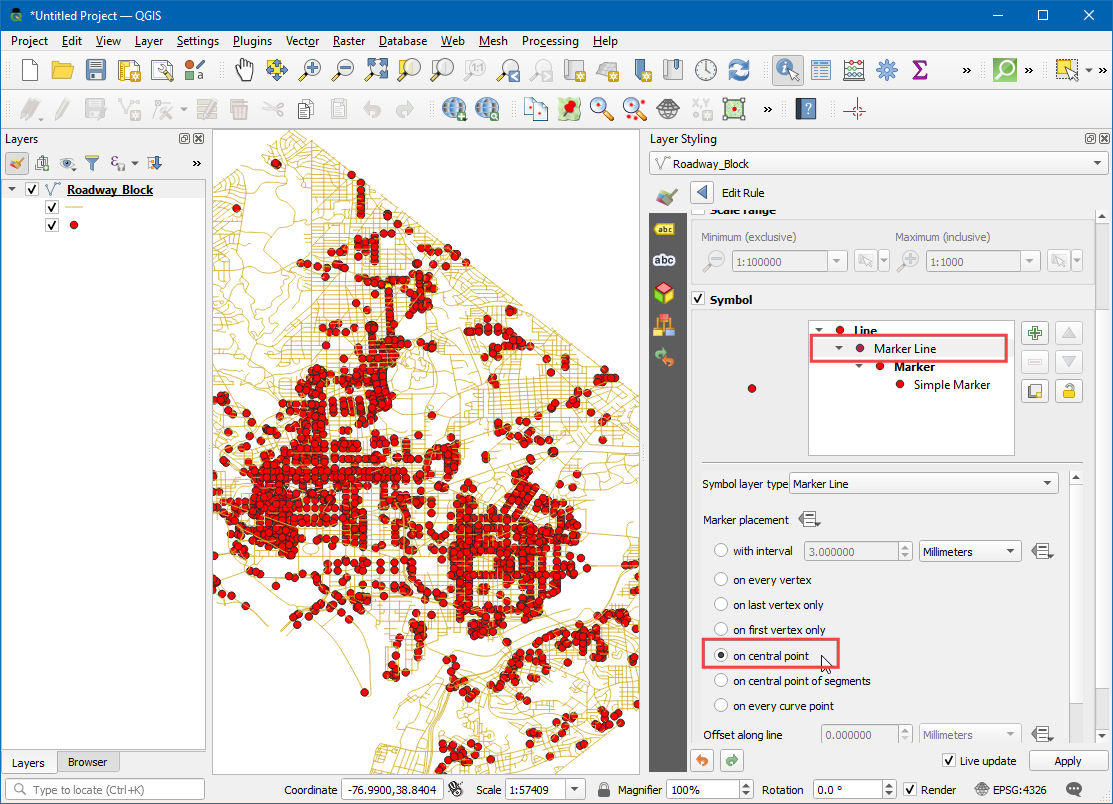 *Untitled Project — QGIS
Project Edit View Layer Settings Plugins Vector Raster Database Web Mesh Processing Help
Layers
Layer Styling
Roadway_Block
Edit Rule
Roadway_Block
Scale range
Minimum (exclusive) Maximum (inclusive)
1:100000 1:1000
Symbol
Line
Marker Line
Marker
Simple Marker
Symbol layer type Marker Line
Marker placement
with interval 3.000000 Millimeters
on every vertex
on last vertex only
on first vertex only
on central point
on central point of segments
on every curve point
Offset along line 0.000000 Millimeters
Layers Browser
Live update Apply
Type to locate (Ctrl+K) Coordinate -76.9900,38.8404 Scale 1:57409 Magnifier 100% Rotation 0.0 ° Render EPSG:4326
abc
abc
1:1
X,Y
?